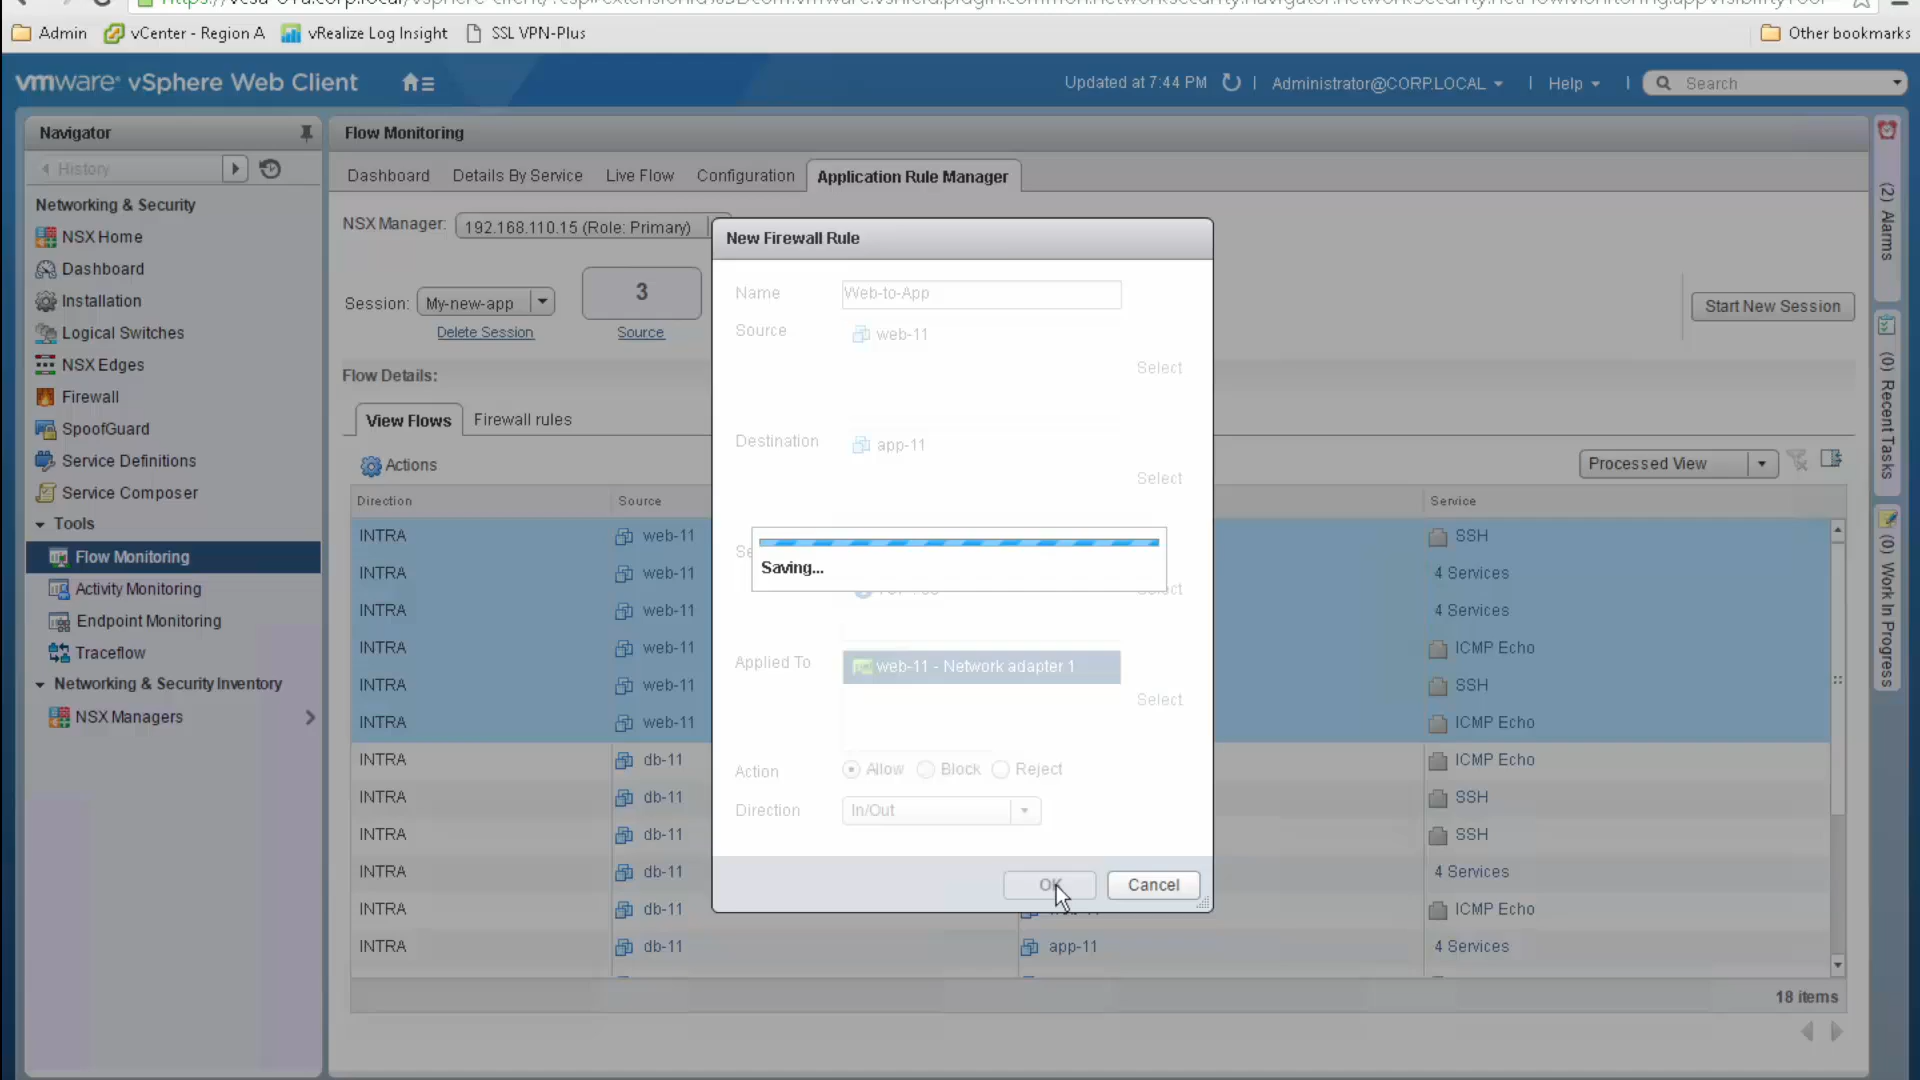 Admin
vCenter - Region A
vRealize Log Insight
SSL VPN-Plus
Other bookmarks
vmware® vSphere Web Client
Updated at 7:44 PM
Administrator@CORP.LOCAL
Help
Search
Navigator
History
Networking & Security
NSX Home
Dashboard
Installation
Logical Switches
NSX Edges
Firewall
SpoofGuard
Service Definitions
Service Composer
Tools
Flow Monitoring
Activity Monitoring
Endpoint Monitoring
Traceflow
Networking & Security Inventory
NSX Managers
Flow Monitoring
Dashboard
Details By Service
Live Flow
Configuration
Application Rule Manager
NSX Manager: 192.168.110.15 (Role: Primary)
Session: My-new-app
Delete Session
3
Source
Start New Session
Flow Details:
View Flows
Firewall rules
Actions
Processed View
Direction Source Service
INTRA web-11 SSH
INTRA web-11 4 Services
INTRA web-11 4 Services
INTRA web-11 ICMP Echo
INTRA web-11 SSH
INTRA web-11 ICMP Echo
INTRA db-11 ICMP Echo
INTRA db-11 SSH
INTRA db-11 SSH
INTRA db-11 4 Services
INTRA db-11 ICMP Echo
INTRA db-11 app-11 4 Services
18 items
New Firewall Rule
Name Web-to-App
Source web-11
Select
Destination app-11
Select
Saving...
Applied To web-11 - Network adapter 1
Select
Action Allow Block Reject
Direction In/Out
OK
Cancel
(2) Alarms
(0) Recent Tasks
(0) Work In Progress